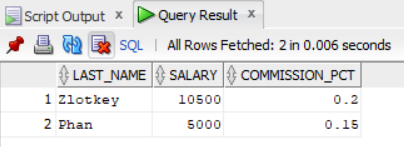 Script Output x Query Result x
SQL | All Rows Fetched: 2 in 0.006 seconds
LAST_NAME SALARY COMMISSION_PCT
1 Zlotkey 10500 0.2
2 Phan 5000 0.15